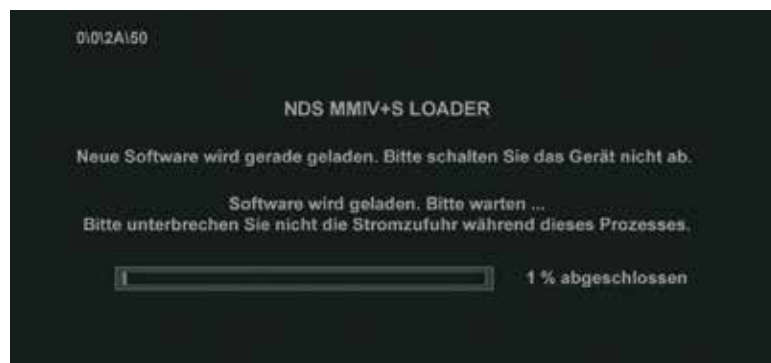 0\0\2A\50
NDS MMIV+S LOADER
Neue Software wird gerade geladen. Bitte schalten Sie das Gerät nicht ab.
Software wird geladen. Bitte warten ...
Bitte unterbrechen Sie nicht die Stromzufuhr während dieses Prozesses.
1 % abgeschlossen